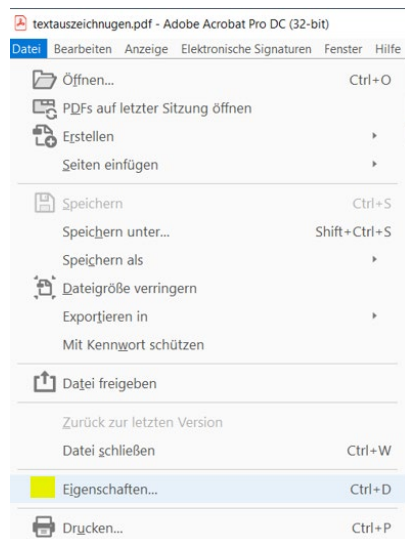 textauszeichnugen.pdf - Adobe Acrobat Pro DC (32-bit)
Datei Bearbeiten Anzeige Elektronische Signaturen Fenster Hilfe
Öffnen... Ctrl+O
PDFs auf letzter Sitzung öffnen
Erstellen
Seiten einfügen
Speichern Ctrl+S
Speichern unter... Shift+Ctrl+S
Speichern als
Dateigröße verringern
Exportieren in
Mit Kennwort schützen
Datei freigeben
Zurück zur letzten Version
Datei schließen Ctrl+W
Eigenschaften... Ctrl+D
Drucken... Ctrl+P